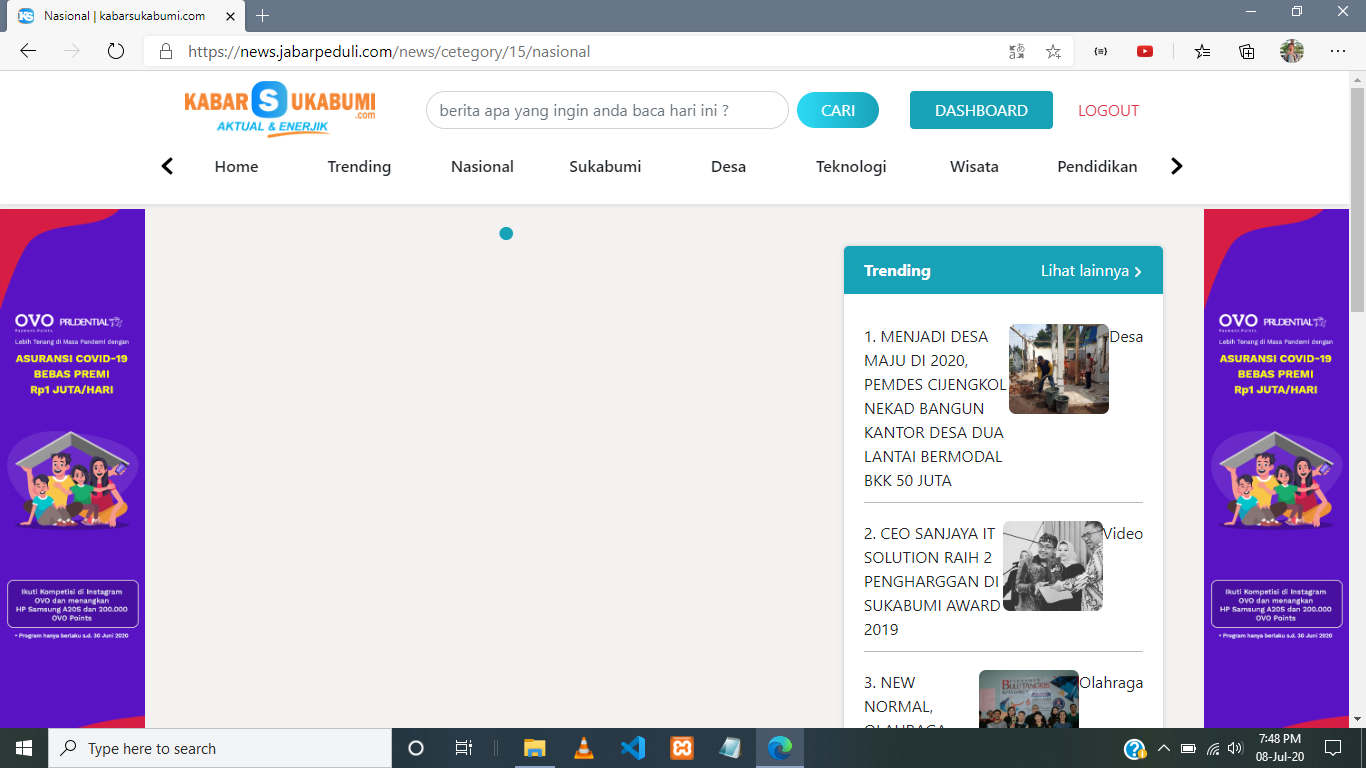 Nasional | kabarsukabumi.com
https://news.jabarpeduli.com/news/cetegory/15/nasional
KABAR S UKABUMI
.com
AKTUAL & ENERJIK
berita apa yang ingin anda baca hari ini ?
CARI
DASHBOARD
LOGOUT
Home
Trending
Nasional
Sukabumi
Desa
Teknologi
Wisata
Pendidikan
OVO PRUDENTIAL
Lebih Tenang di Masa Pandemi dengan
ASURANSI COVID-19
BEBAS PREMI
Rp1 JUTA/HARI
Ikuti Kompetisi di Instagram
OVO dan menangkan
HP Samsung A20S dan 200.000
OVO Points
• Program hanya berlaku s.d. 30 Juni 2020
Trending
Lihat lainnya
1. MENJADI DESA
MAJU DI 2020,
PEMDES CIJENGKOL
NEKAD BANGUN
KANTOR DESA DUA
LANTAI BERMODAL
BKK 50 JUTA
Desa
2. CEO SANJAYA IT
SOLUTION RAIH 2
PENGHARGGAN DI
SUKABUMI AWARD
2019
Video
3. NEW
NORMAL,
OLAHRAGA
BULUTANGKIS
Olahraga
OVO PRUDENTIAL
Lebih Tenang di Masa Pandemi dengan
ASURANSI COVID-19
BEBAS PREMI
Rp1 JUTA/HARI
Ikuti Kompetisi di Instagram
OVO dan menangkan
HP Samsung A20S dan 200.000
OVO Points
• Program hanya berlaku s.d. 30 Juni 2020
Type here to search
7:48 PM
08-Jul-20